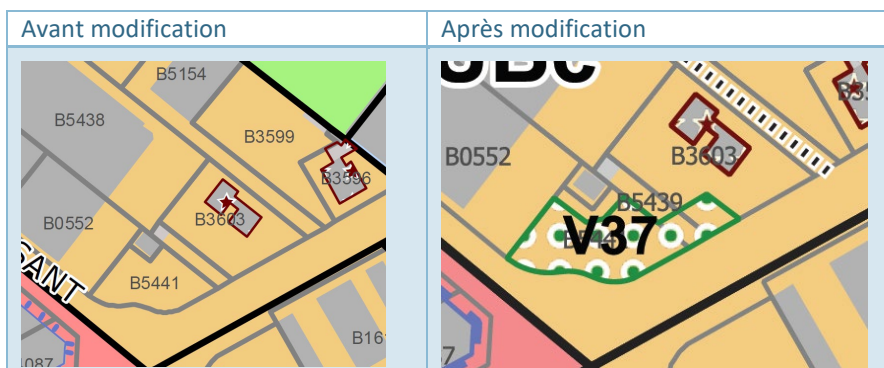 Avant modification
Après modification
B5154
B5438
B3599
B3596
B3603
B0552
B5441
SANT
B16
087
UBc
B0552
B3603
B35
B5439
V37
7